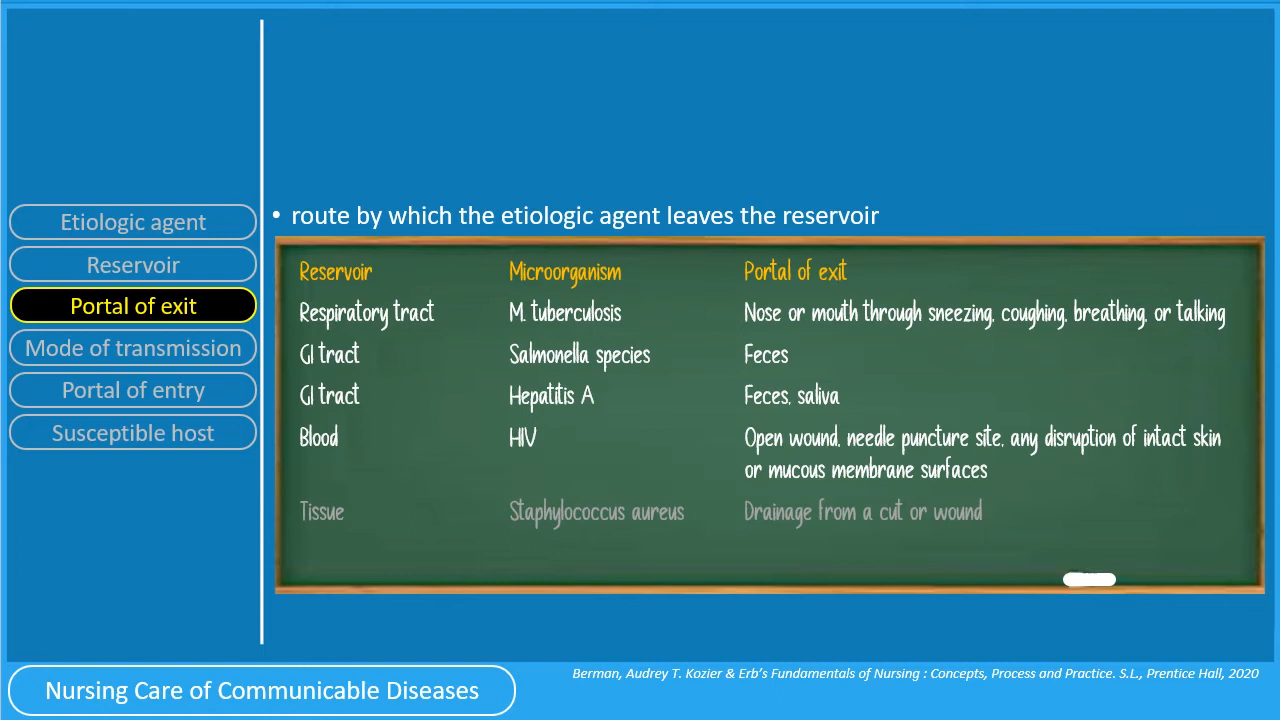 Etiologic agent
Reservoir
Portal of exit
Mode of transmission
Portal of entry
Susceptible host
• route by which the etiologic agent leaves the reservoir
Reservoir Microorganism Portal of exit
Respiratory tract M. tuberculosis Nose or mouth through sneezing, coughing, breathing, or talking
GI tract Salmonella species Feces
GI tract Hepatitis A Feces, saliva
Blood HIV Open wound, needle puncture site, any disruption of intact skin
or mucous membrane surfaces
Tissue Staphylococcus aureus Drainage from a cut or wound
Nursing Care of Communicable Diseases
Berman, Audrey T. Kozier & Erb's Fundamentals of Nursing : Concepts, Process and Practice. S.L., Prentice Hall, 2020